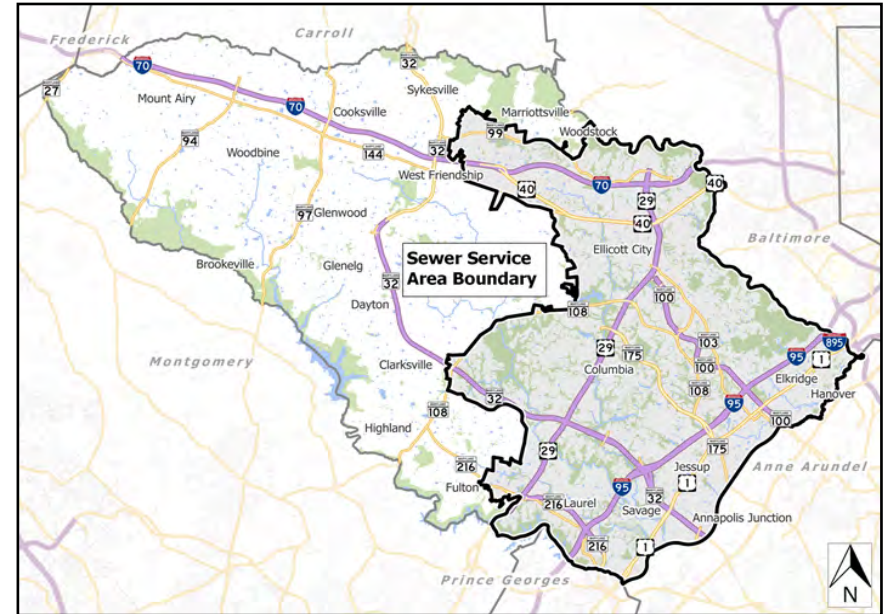 Frederick
Carroll
70
32
27
Sykesville
Mount Airy
70
Cooksville
Marriottsville
99
Woodstock
94
Woodbine
144
32
West Friendship
40
70
40
29
97
Glenwood
40
Ellicott City
Baltimore
Sewer Service
Area Boundary
Brookeville
Glenelg
32
Dayton
108
100
29
103
895
Montgomery
175
95
1
Clarksville
Columbia
100
Elkridge
32
108
Hanover
95
108
100
Highland
29
175
216
Jessup
Anne Arundel
Fulton
95
1
32
216
Laurel
Savage
Annapolis Junction
216
1
Prince Georges
N